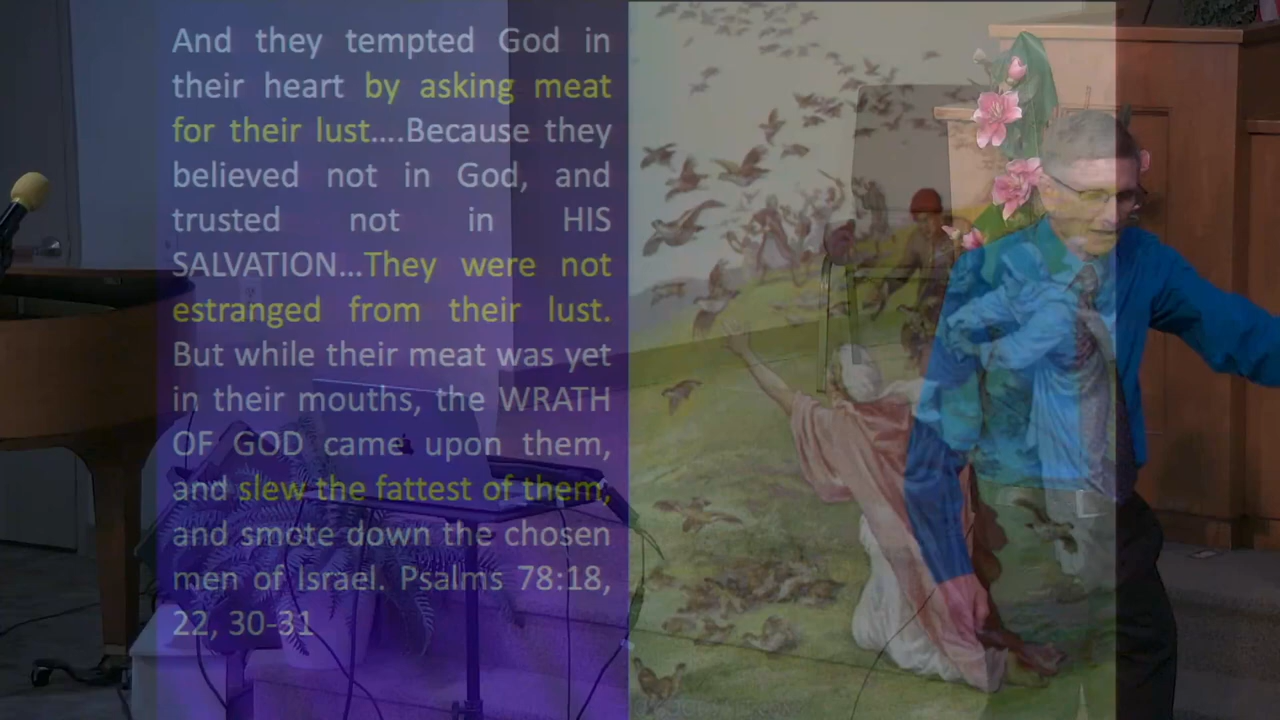 And they tempted God in
their heart by asking meat
for their lust....Because they
believed not in God, and
trusted not in HIS
SALVATION...They were not
estranged from their lust.
But while their meat was yet
in their mouths, the WRATH
OF GOD came upon them,
and slew the fattest of them,
and smote down the chosen
men of Israel. Psalms 78:18,
22, 30-31